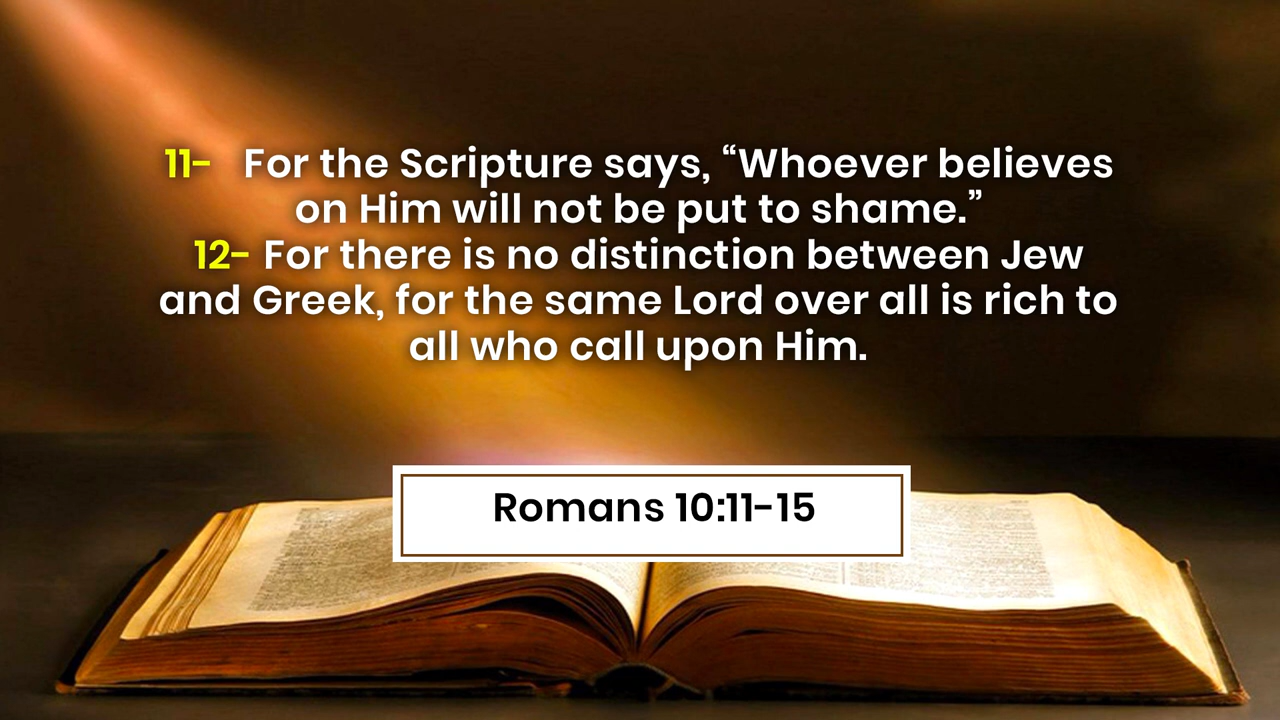 11- For the Scripture says, “Whoever believes
on Him will not be put to shame.”
12- For there is no distinction between Jew
and Greek, for the same Lord over all is rich to
all who call upon Him.
Romans 10:11-15